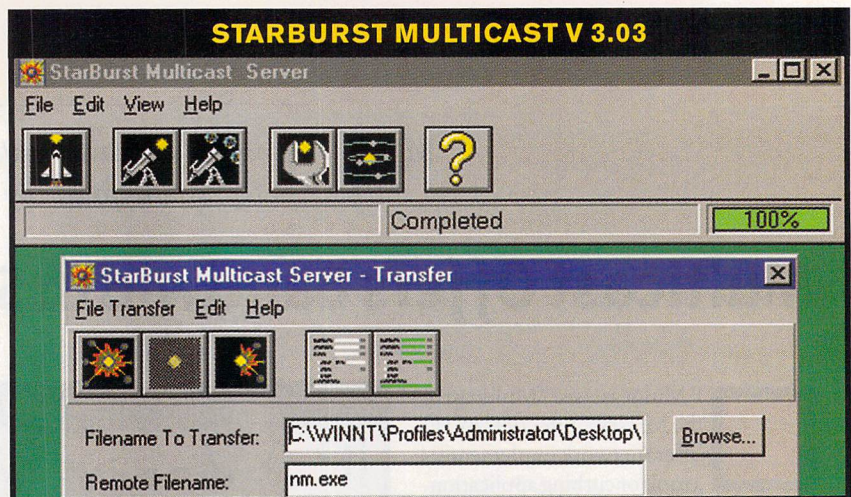 STARBURST MULTICAST V 3.03
StarBurst Multicast Server
File Edit View Help
Completed 100%
StarBurst Multicast Server - Transfer
File Transfer Edit Help
Filename To Transfer: C:\WINNT\Profiles\Administrator\Desktop\ Browse...
Remote Filename: nm.exe